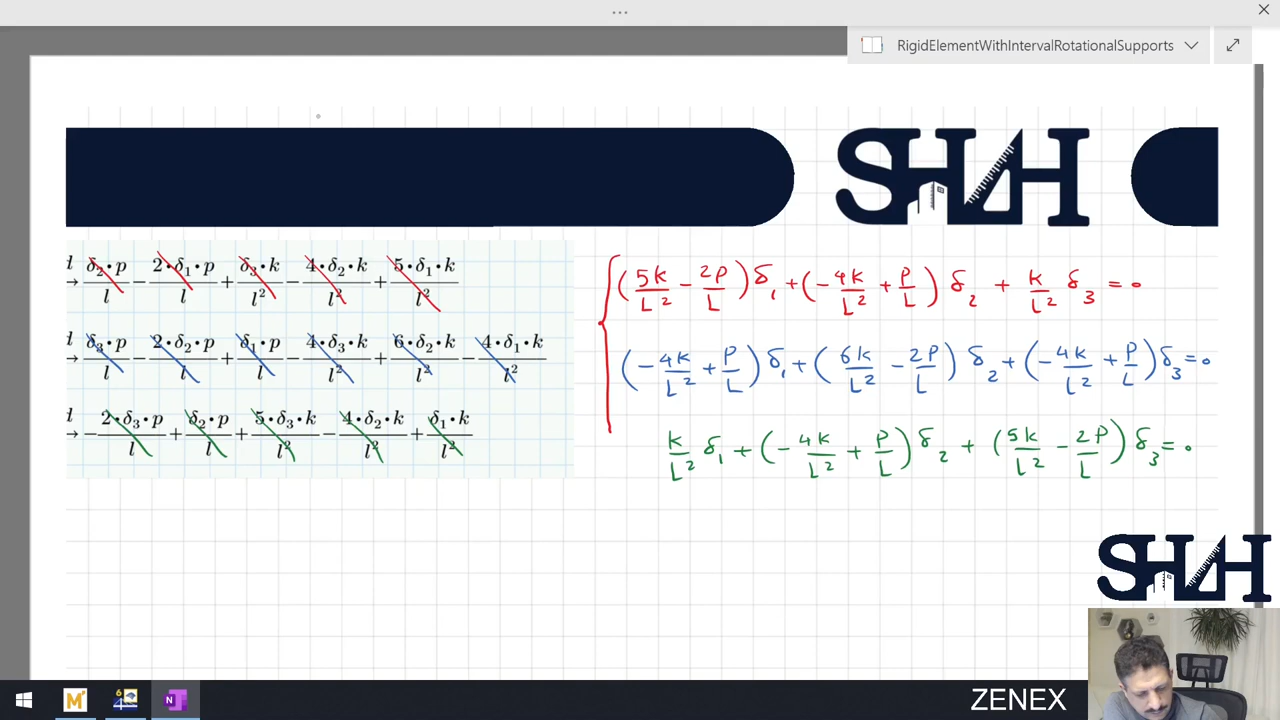 RigidElementWithIntervalRotationalSupports
SHAH
d → δ₂·p/l − 2·δ₁·p/l + δ₃·k/l² − 4·δ₂·k/l² + 5·δ₁·k/l²
d → δ₃·p/l − 2·δ₂·p/l + δ₁·p/l − 4·δ₃·k/l² + 6·δ₂·k/l² − 4·δ₁·k/l²
d → − 2·δ₃·p/l + δ₂·p/l + 5·δ₃·k/l² − 4·δ₂·k/l² + δ₁·k/l²
{ (5k/L² − 2P/L) δ₁ + (−4k/L² + P/L) δ₂ + k/L² δ₃ = 0
(−4k/L² + P/L) δ₁ + (6k/L² − 2P/L) δ₂ + (−4k/L² + P/L) δ₃ = 0
k/L² δ₁ + (−4k/L² + P/L) δ₂ + (5k/L² − 2P/L) δ₃ = 0
SHAH
ZENEX